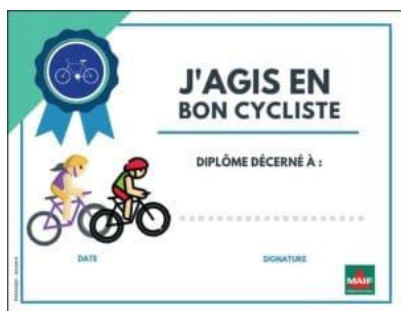 J'AGIS EN
BON CYCLISTE
DIPLÔME DÉCERNÉ À :
DATE
SIGNATURE
MAIF